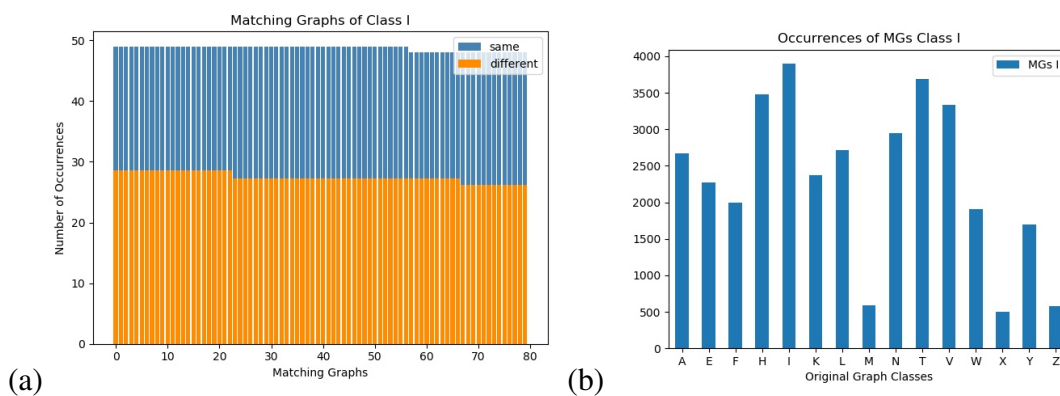 Matching Graphs of Class I
same
different
Number of Occurrences
50
40
30
20
10
0
0 10 20 30 40 50 60 70 80
Matching Graphs
(a)
Occurrences of MGs Class I
MGs I
4000
3500
3000
2500
2000
1500
1000
500
0
A E F H I K L M N T V W X Y Z
Original Graph Classes
(b)